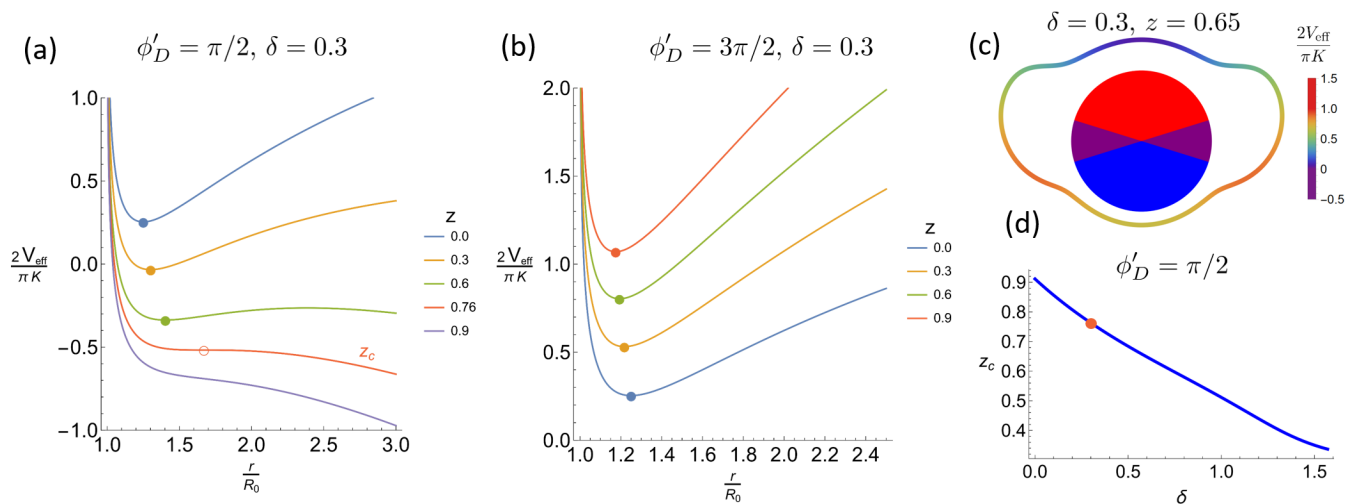 (a)
ϕ′_D = π/2, δ = 0.3
1.0
0.5
0.0
−0.5
−1.0
2 V_eff
π K
1.0 1.5 2.0 2.5 3.0
r
R_0
z_c
z
0.0
0.3
0.6
0.76
0.9
(b)
ϕ′_D = 3π/2, δ = 0.3
2.0
1.5
1.0
0.5
0.0
2 V_eff
π K
1.0 1.2 1.4 1.6 1.8 2.0 2.2 2.4
r
R_0
z
0.0
0.3
0.6
0.9
(c)
δ = 0.3, z = 0.65
2V_eff
πK
1.5
1.0
0.5
0
−0.5
(d)
ϕ′_D = π/2
0.9
0.8
0.7
z_c
0.6
0.5
0.4
0.0 0.5 1.0 1.5
δ